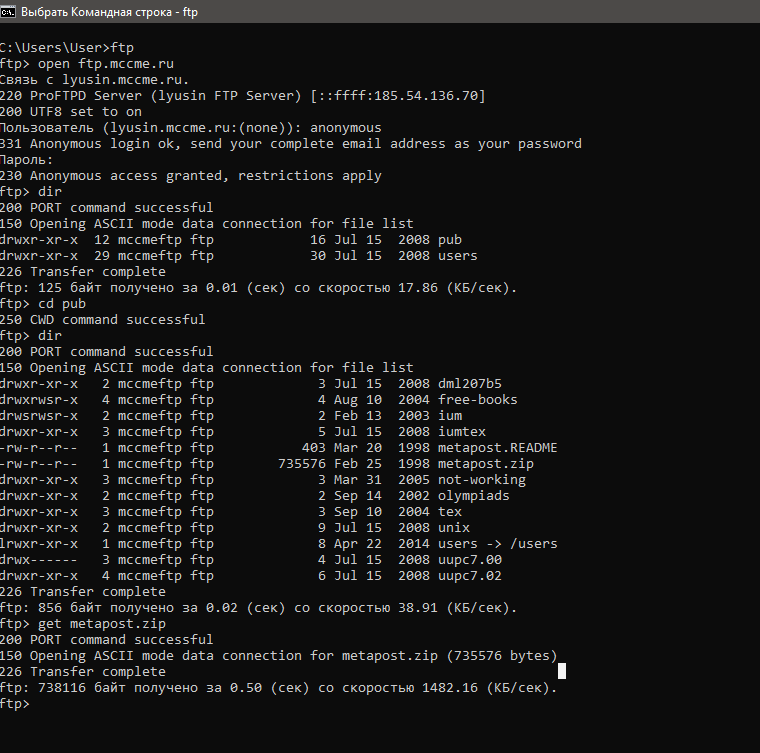 Выбрать Командная строка - ftp
C:\Users\User>ftp
ftp> open ftp.mccme.ru
Связь с lyusin.mccme.ru.
220 ProFTPD Server (lyusin FTP Server) [::ffff:185.54.136.70]
200 UTF8 set to on
Пользователь (lyusin.mccme.ru:(none)): anonymous
331 Anonymous login ok, send your complete email address as your password
Пароль:
230 Anonymous access granted, restrictions apply
ftp> dir
200 PORT command successful
150 Opening ASCII mode data connection for file list
drwxr-xr-x  12 mccmeftp ftp            16 Jul 15  2008 pub
drwxr-xr-x  29 mccmeftp ftp            30 Jul 15  2008 users
226 Transfer complete
ftp: 125 байт получено за 0.01 (сек) со скоростью 17.86 (КБ/сек).
ftp> cd pub
250 CWD command successful
ftp> dir
200 PORT command successful
150 Opening ASCII mode data connection for file list
drwxr-xr-x   2 mccmeftp ftp             3 Jul 15  2008 dml207b5
drwxrwsr-x   4 mccmeftp ftp             4 Aug 10  2004 free-books
drwsrwsr-x   2 mccmeftp ftp             2 Feb 13  2003 ium
drwxr-xr-x   3 mccmeftp ftp             5 Jul 15  2008 iumtex
-rw-r--r--   1 mccmeftp ftp           403 Mar 20  1998 metapost.README
-rw-r--r--   1 mccmeftp ftp        735576 Feb 25  1998 metapost.zip
drwxr-xr-x   3 mccmeftp ftp             3 Mar 31  2005 not-working
drwxr-xr-x   2 mccmeftp ftp             2 Sep 14  2002 olympiads
drwxr-xr-x   3 mccmeftp ftp             3 Sep 10  2004 tex
drwxr-xr-x   2 mccmeftp ftp             9 Jul 15  2008 unix
lrwxr-xr-x   1 mccmeftp ftp             8 Apr 22  2014 users -> /users
drwx------   3 mccmeftp ftp             4 Jul 15  2008 uupc7.00
drwxr-xr-x   4 mccmeftp ftp             6 Jul 15  2008 uupc7.02
226 Transfer complete
ftp: 856 байт получено за 0.02 (сек) со скоростью 38.91 (КБ/сек).
ftp> get metapost.zip
200 PORT command successful
150 Opening ASCII mode data connection for metapost.zip (735576 bytes)
226 Transfer complete
ftp: 738116 байт получено за 0.50 (сек) со скоростью 1482.16 (КБ/сек).
ftp>